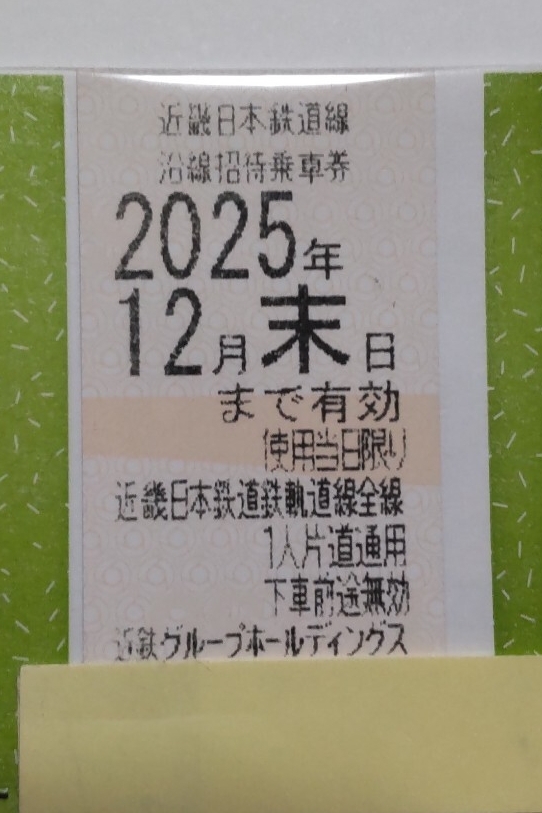 近畿日本鉄道線
沿線招待乗車券
2025年
12月末日
まで有効
使用当日限り
近畿日本鉄道鉄軌道線全線
1人片道通用
下車前途無効
近鉄グループホールディングス